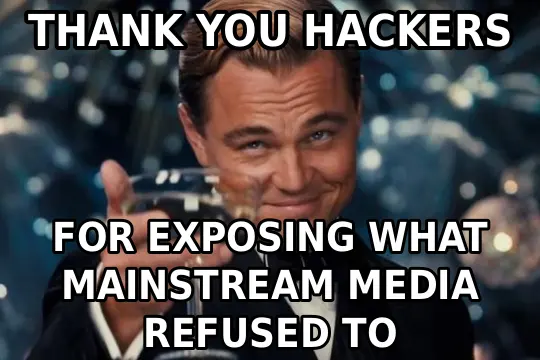 THANK YOU HACKERS
FOR EXPOSING WHAT
MAINSTREAM MEDIA
REFUSED TO